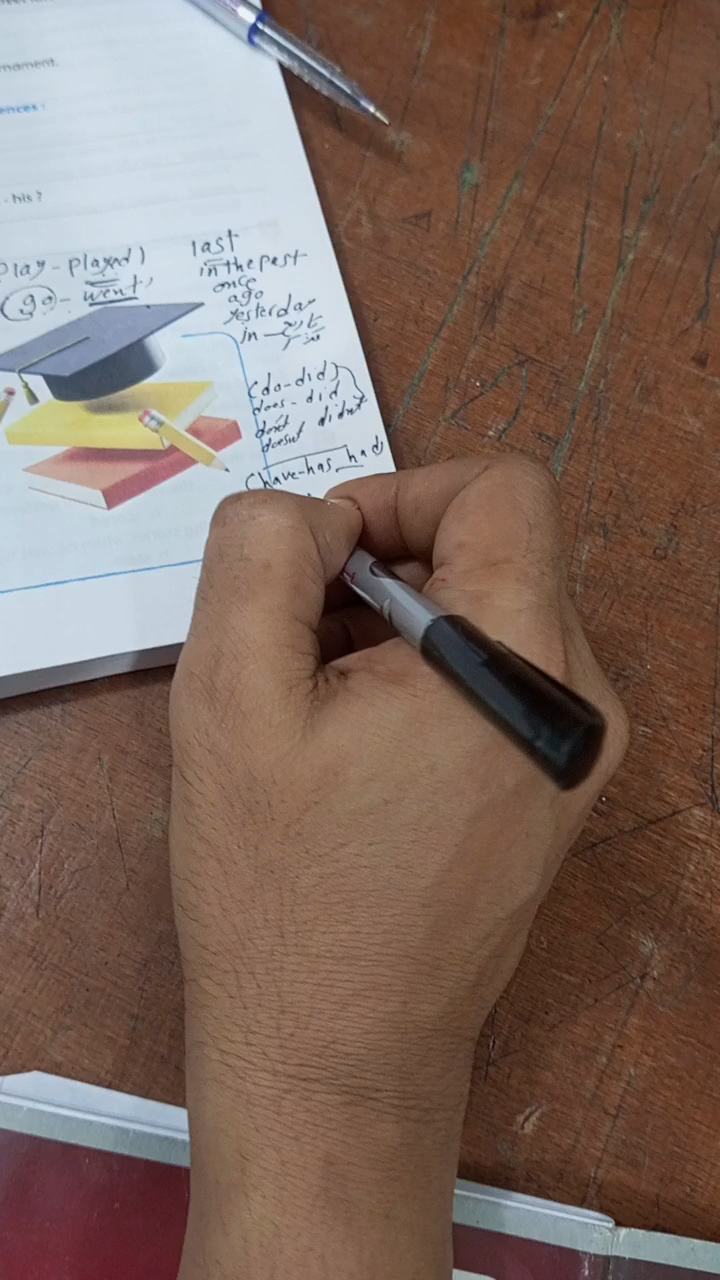 moment.
ences :
- his ?
play - played)
go - went,
last
in the past
once
ago
yesterday
in
(do-did)
does - did
don't didn't
doesn't
(have-has had)